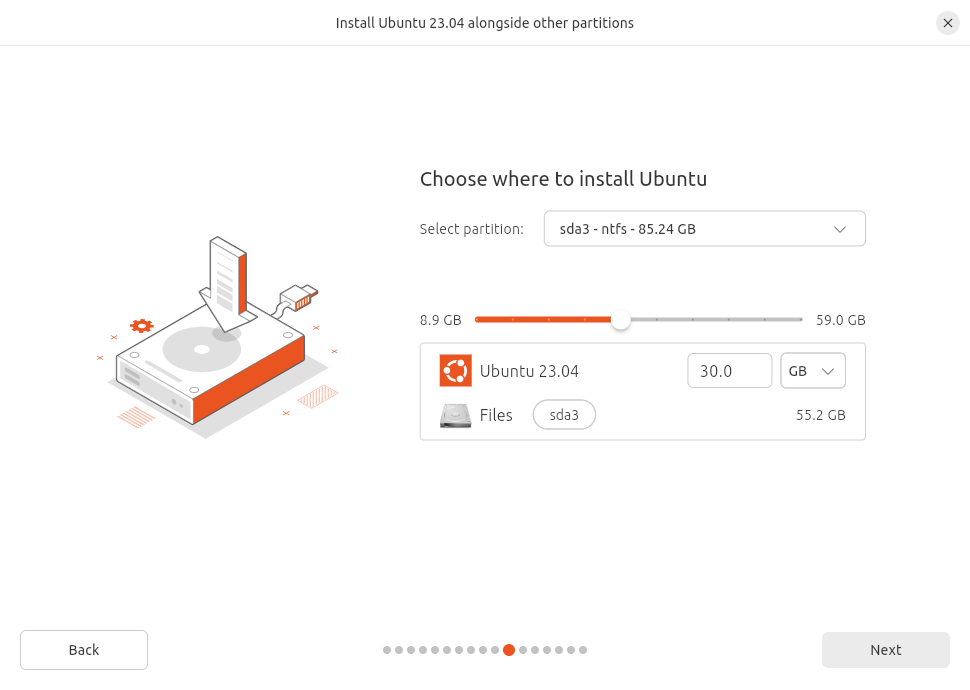 Install Ubuntu 23.04 alongside other partitions
Choose where to install Ubuntu
Select partition: sda3 - ntfs - 85.24 GB
8.9 GB 59.0 GB
Ubuntu 23.04 30.0 GB
Files sda3 55.2 GB
Back Next